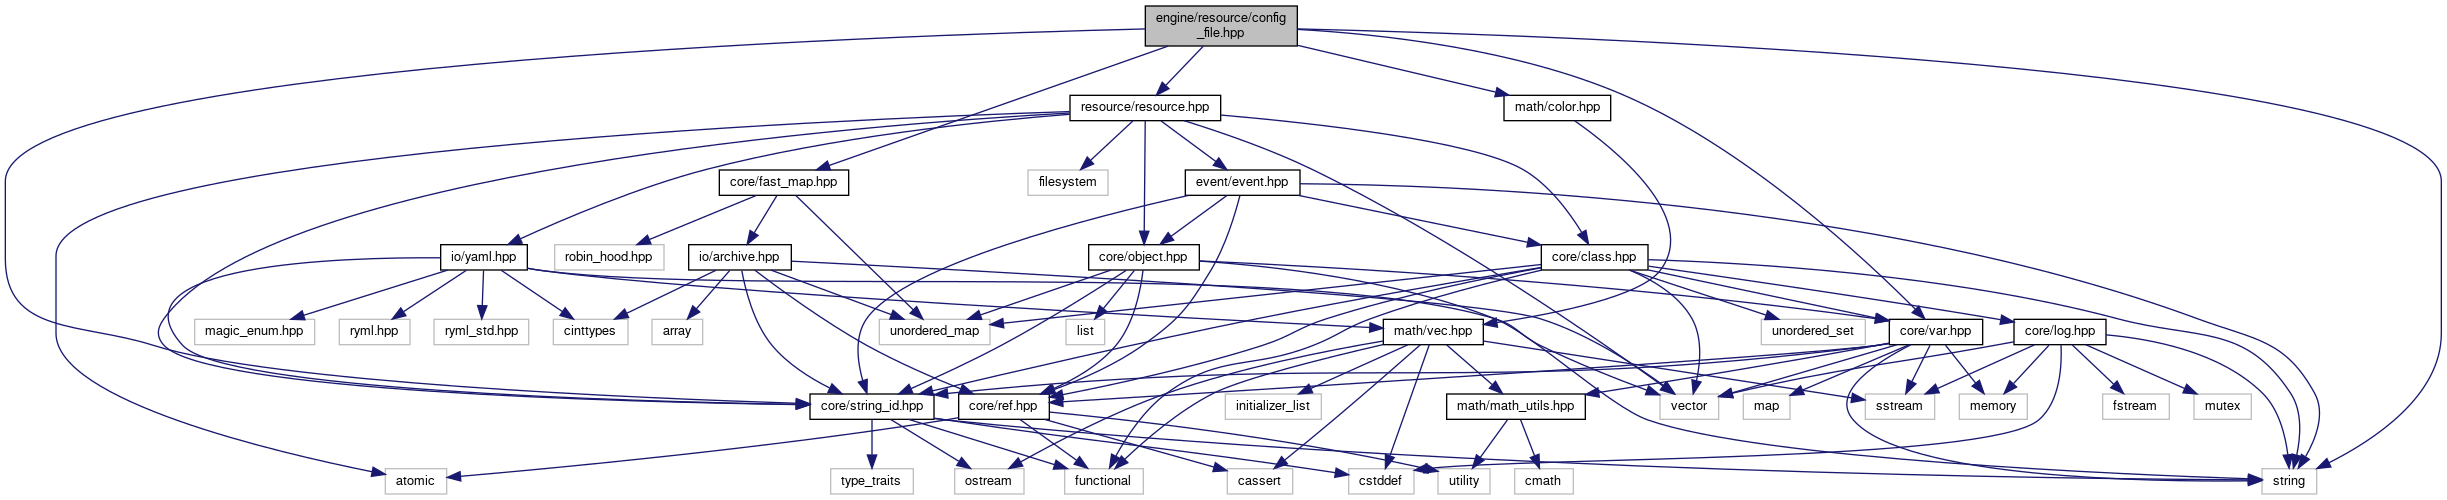 engine/resource/config
_file.hpp
resource/resource.hpp
math/color.hpp
core/fast_map.hpp
filesystem
event/event.hpp
io/yaml.hpp
robin_hood.hpp
io/archive.hpp
core/object.hpp
core/class.hpp
magic_enum.hpp
ryml.hpp
ryml_std.hpp
cinttypes
array
unordered_map
list
math/vec.hpp
unordered_set
core/var.hpp
core/log.hpp
core/string_id.hpp
core/ref.hpp
initializer_list
math/math_utils.hpp
vector
map
sstream
memory
fstream
mutex
atomic
type_traits
ostream
functional
cassert
cstddef
utility
cmath
string